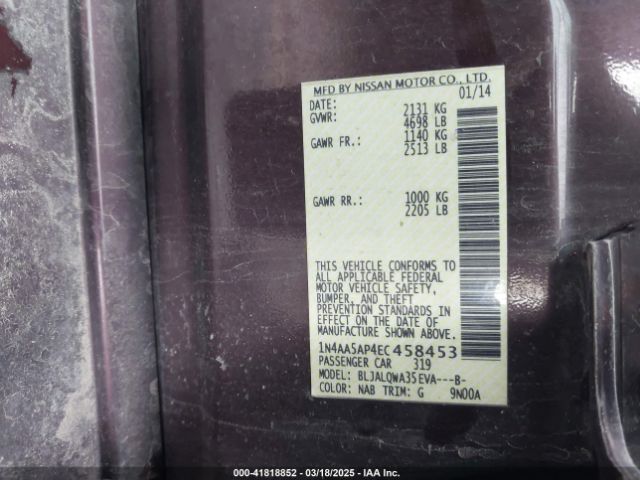 MFD BY NISSAN MOTOR CO., LTD.
DATE: 01/14
GVWR: 2131 KG
4698 LB
GAWR FR.: 1140 KG
2513 LB
GAWR RR.: 1000 KG
2205 LB
THIS VEHICLE CONFORMS TO
ALL APPLICABLE FEDERAL
MOTOR VEHICLE SAFETY,
BUMPER, AND THEFT
PREVENTION STANDARDS IN
EFFECT ON THE DATE OF
MANUFACTURE SHOWN ABOVE.
1N4AA5AP4EC458453
PASSENGER CAR 319
MODEL: BLJALQWA35EVA---B-
COLOR: NAB TRIM: G 9N00A
000-41818852 / 03/18/2025 / IAA Inc.